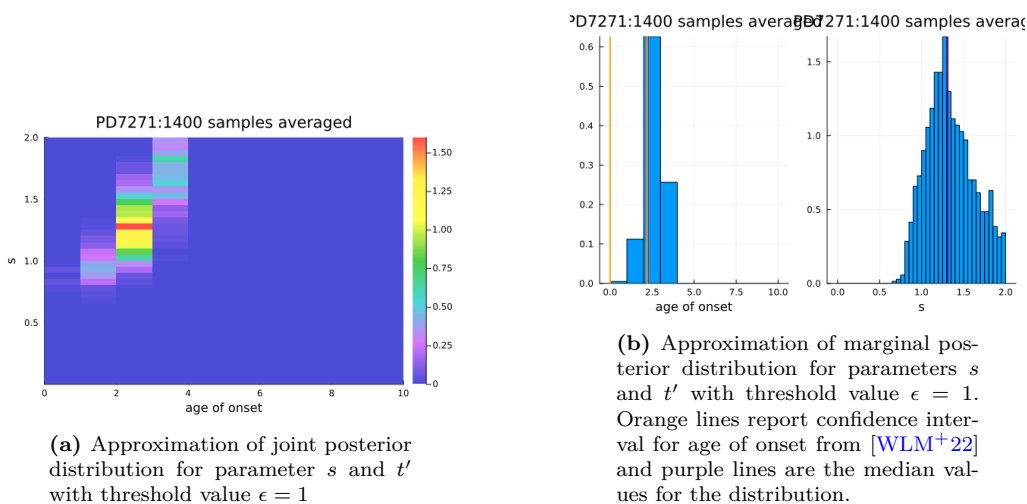 PD7271:1400 samples averaged
2.0
1.5
1.0
0.5
s
0
2
4
6
8
10
age of onset
1.50
1.25
1.00
0.75
0.50
0.25
0
(a) Approximation of joint posterior
distribution for parameter s and t′
with threshold value ϵ = 1
PD7271:1400 samples averaged
0.6
0.5
0.4
0.3
0.2
0.1
0.0
0.0
2.5
5.0
7.5
10.0
age of onset
PD7271:1400 samples averag
1.5
1.0
0.5
0.0
0.0
0.5
1.0
1.5
2.0
s
(b) Approximation of marginal pos-
terior distribution for parameters s
and t′ with threshold value ϵ = 1.
Orange lines report confidence inter-
val for age of onset from [WLM+22]
and purple lines are the median val-
ues for the distribution.